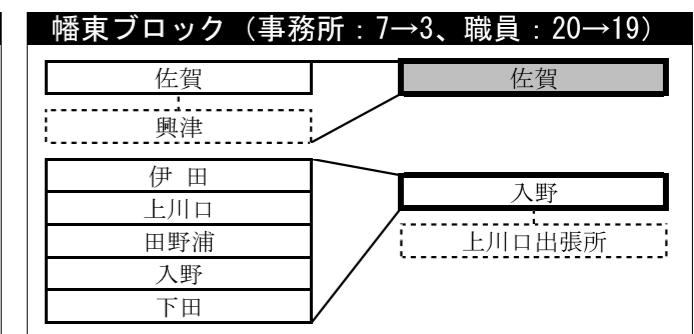 幡東ブロック（事務所：7→3、職員：20→19）
佐賀 佐賀
興津
伊 田
上川口 入野
田野浦 上川口出張所
入野
下田